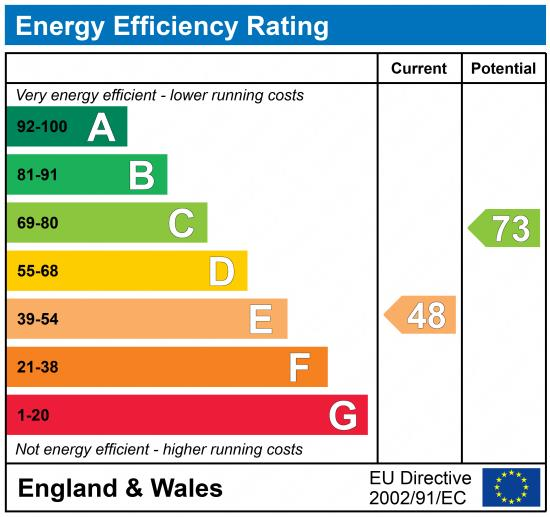 Energy Efficiency Rating
Current Potential
Very energy efficient - lower running costs
92-100 A
81-91 B
69-80 C
73
55-68 D
39-54 E
48
21-38 F
1-20 G
Not energy efficient - higher running costs
England & Wales
EU Directive
2002/91/EC